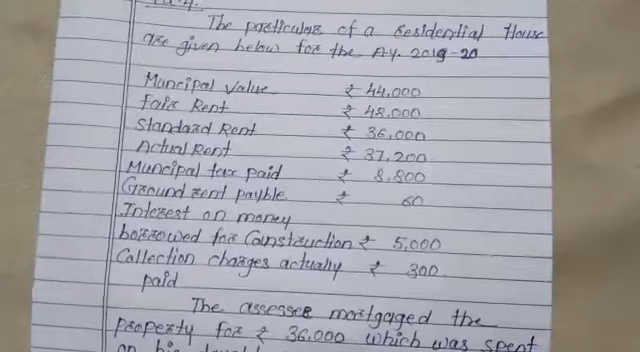 The particulars of a Residential House
are given below for the A.Y. 2019-20
Muncipal Value ₹ 44,000
Fair Rent ₹ 48,000
Standard Rent ₹ 36,000
Actual Rent ₹ 37,200
Muncipal tax paid ₹ 8,800
Ground rent payble ₹ 60
Interest on money
borrowed for Construction ₹ 5,000
Collection charges actually ₹ 300
paid
The assessee mortgaged the
property for ₹ 36,000 which was spent
on his